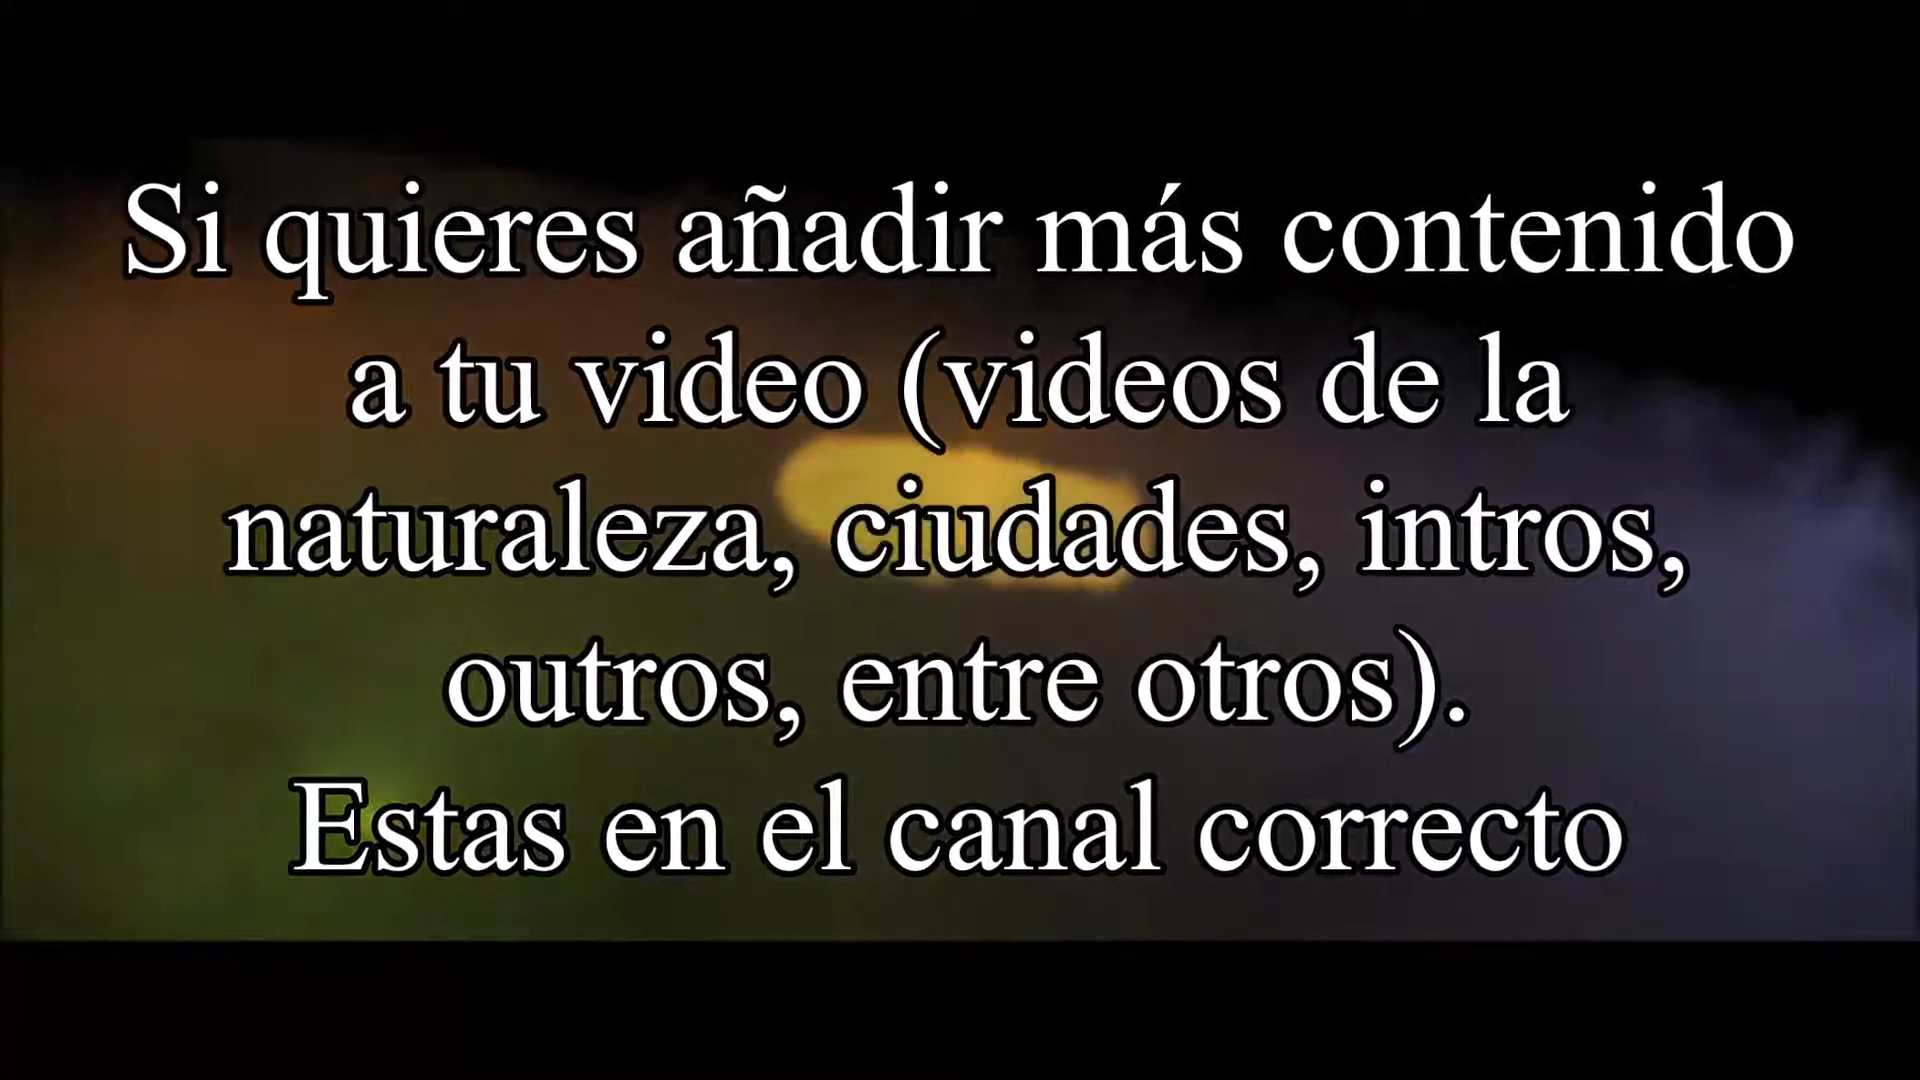 Si quieres añadir más contenido
a tu video (videos de la
naturaleza, ciudades, intros,
outros, entre otros).
Estas en el canal correcto